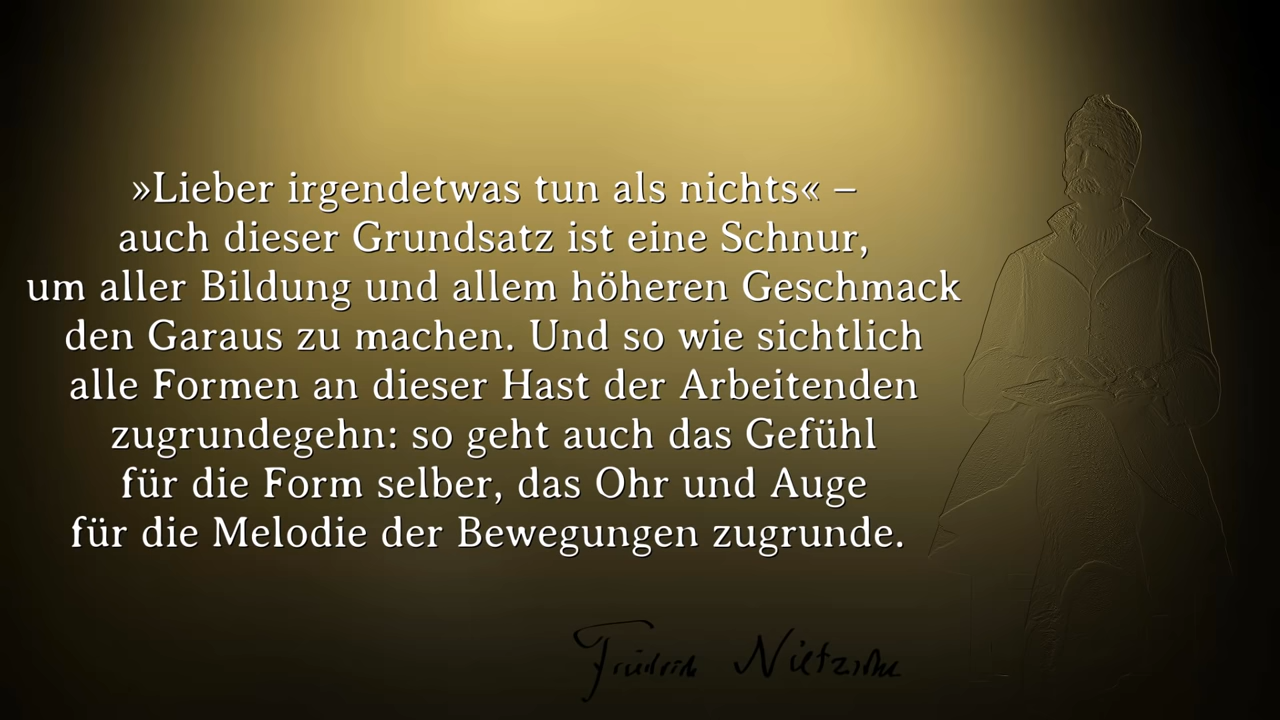 »Lieber irgendetwas tun als nichts« –
auch dieser Grundsatz ist eine Schnur,
um aller Bildung und allem höheren Geschmack
den Garaus zu machen. Und so wie sichtlich
alle Formen an dieser Hast der Arbeitenden
zugrundegehn: so geht auch das Gefühl
für die Form selber, das Ohr und Auge
für die Melodie der Bewegungen zugrunde.
Friedrich Nietzsche